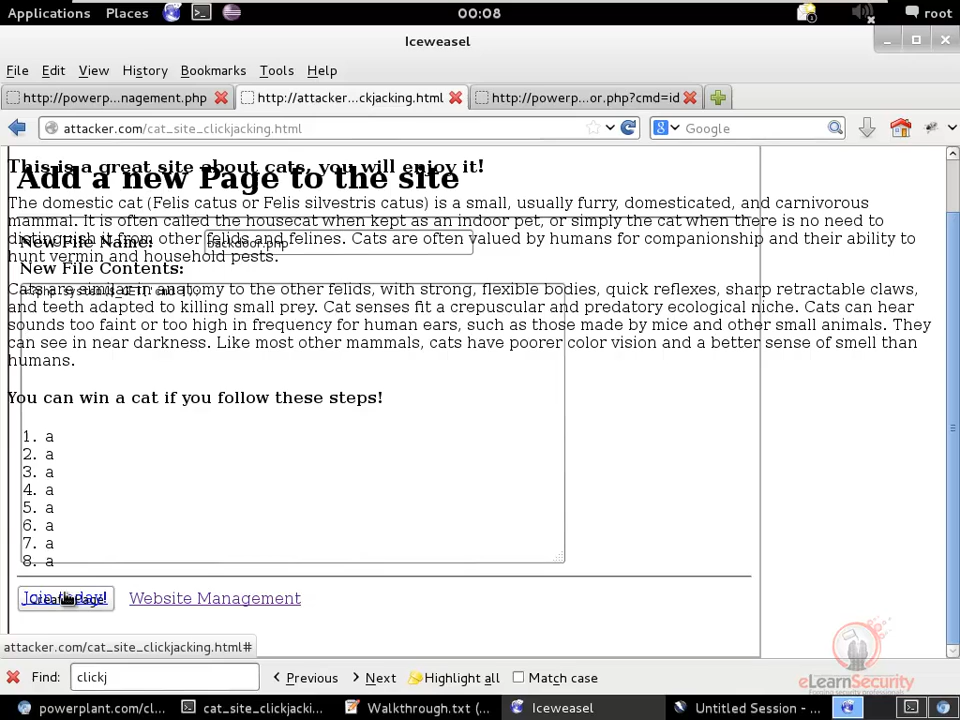 Applications Places 00:08 root
Iceweasel
File Edit View History Bookmarks Tools Help
http://powerp...nagement.php http://attacker...ckjacking.html http://powerp...or.php?cmd=id
attacker.com/cat_site_clickjacking.html Google
This is a great site about cats, you will enjoy it!
Add a new Page to the site
The domestic cat (Felis catus or Felis silvestris catus) is a small, usually furry, domesticated, and carnivorous
mammal. It is often called the housecat when kept as an indoor pet, or simply the cat when there is no need to
distinguish it from other felids and felines. Cats are often valued by humans for companionship and their ability to
New File Name: backdoor.php
hunt vermin and household pests.
New File Contents:
Cats are similar in anatomy to the other felids, with strong, flexible bodies, quick reflexes, sharp retractable claws,
and teeth adapted to killing small prey. Cat senses fit a crepuscular and predatory ecological niche. Cats can hear
sounds too faint or too high in frequency for human ears, such as those made by mice and other small animals. They
can see in near darkness. Like most other mammals, cats have poorer color vision and a better sense of smell than
humans.
You can win a cat if you follow these steps!
1. a
2. a
3. a
4. a
5. a
6. a
7. a
8. a
Join today! Website Management
attacker.com/cat_site_clickjacking.html#
Find: clickj Previous Next Highlight all Match case
eLearnSecurity
Forging security professionals
powerplant.com/cl... cat_site_clickjacki... Walkthrough.txt (... Iceweasel Untitled Session - ...